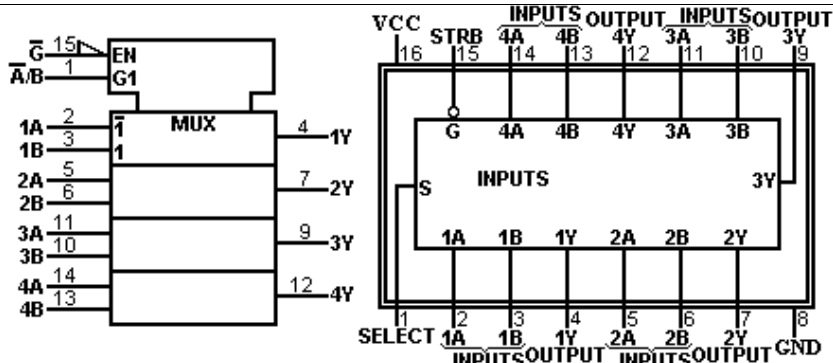 G̅ 15 EN
A̅/B 1 G1
MUX
1A 2 1̅ 4 1Y
1B 3 1
2A 5 7 2Y
2B 6
3A 11 9 3Y
3B 10
4A 14 12 4Y
4B 13
INPUTS INPUTS
VCC STRB 4A 4B OUTPUT 4Y 3A 3B OUTPUT 3Y
16 15 14 13 12 11 10 9
G 4A 4B 4Y 3A 3B
S INPUTS 3Y
1A 1B 1Y 2A 2B 2Y
1 2 3 4 5 6 7 8
SELECT 1A 1B 1Y 2A 2B 2Y GND
INPUTS OUTPUT INPUTS OUTPUT